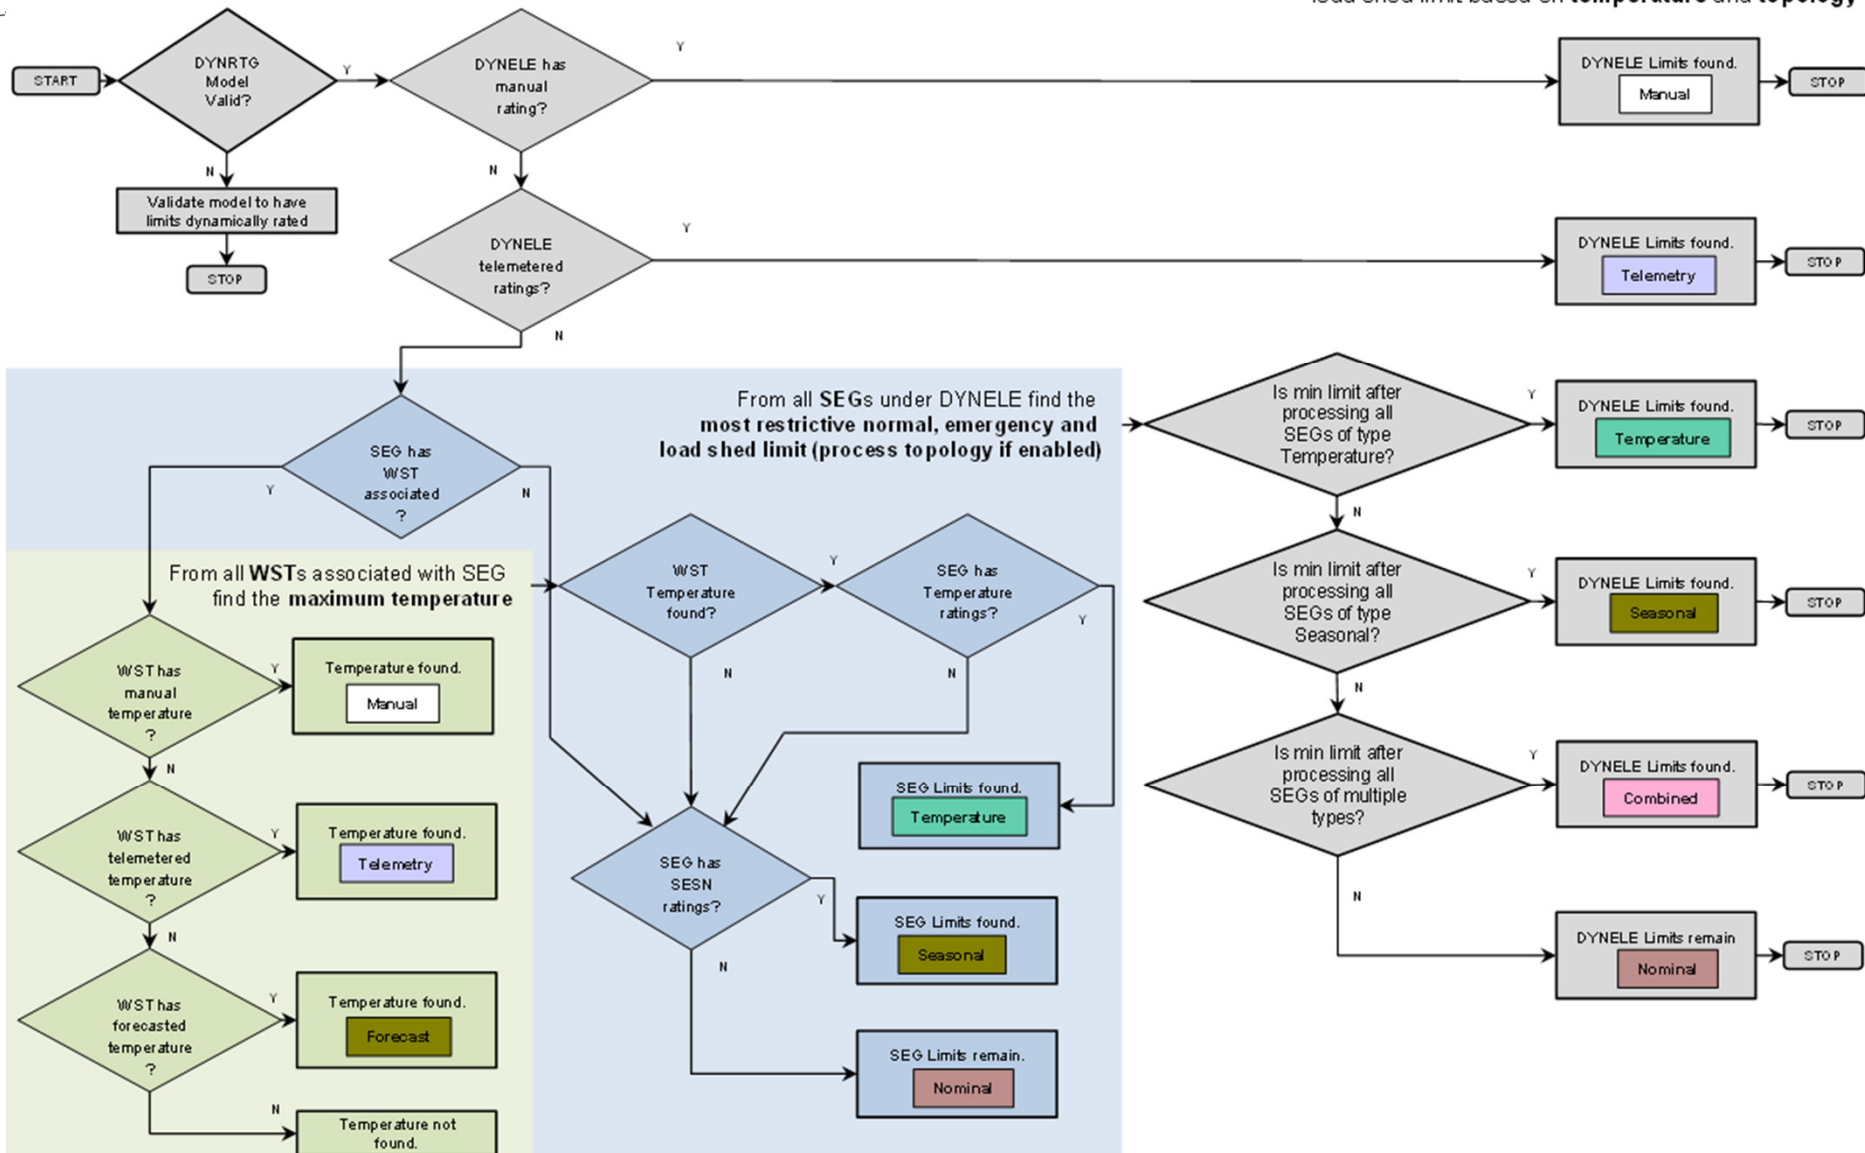 load shed limit based on temperature and topology
START
DYNRTG
Model
Valid?
Y
DYNELE has
manual
rating?
Y
DYNELE Limits found.
Manual
STOP
N
Validate model to have
limits dynamically rated
STOP
N
DYNELE
telemetered
ratings?
Y
DYNELE Limits found.
Telemetry
STOP
N
From all SEGs under DYNELE find the
most restrictive normal, emergency and
load shed limit (process topology if enabled)
SEG has
WST
associated
?
Y
N
From all WSTs associated with SEG
find the maximum temperature
WST has
manual
temperature
?
Y
Temperature found.
Manual
N
WST has
telemetered
temperature
?
Y
Temperature found.
Telemetry
N
WST has
forecasted
temperature
?
Y
Temperature found.
Forecast
N
Temperature not
found.
WST
Temperature
found?
Y
SEG has
Temperature
ratings?
Y
N
N
SEG Limits found.
Temperature
SEG has
SESN
ratings?
Y
SEG Limits found.
Seasonal
N
SEG Limits remain.
Nominal
Is min limit after
processing all
SEGs of type
Temperature?
Y
DYNELE Limits found.
Temperature
STOP
N
Is min limit after
processing all
SEGs of type
Seasonal?
Y
DYNELE Limits found.
Seasonal
STOP
N
Is min limit after
processing all
SEGs of multiple
types?
Y
DYNELE Limits found.
Combined
STOP
N
DYNELE Limits remain
Nominal
STOP